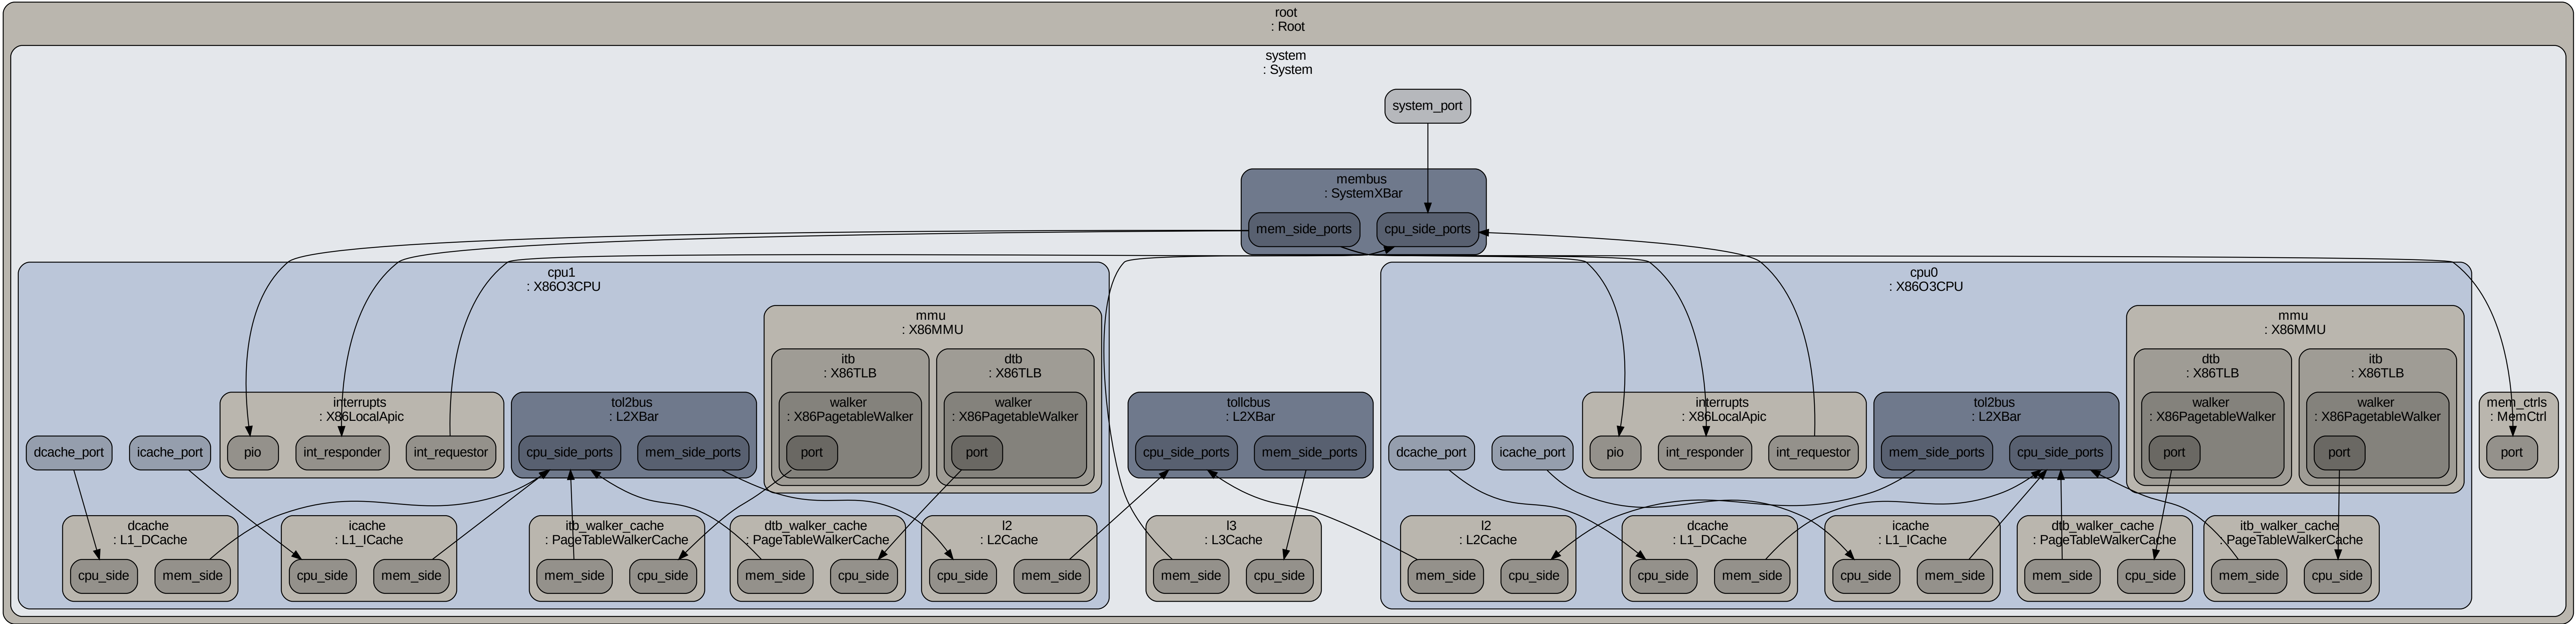 root
: Root
system
: System
system_port
membus
: SystemXBar
mem_side_ports
cpu_side_ports
cpu1
: X86O3CPU
mmu
: X86MMU
itb
: X86TLB
walker
: X86PagetableWalker
port
dtb
: X86TLB
walker
: X86PagetableWalker
port
interrupts
: X86LocalApic
pio
int_responder
int_requestor
tol2bus
: L2XBar
cpu_side_ports
mem_side_ports
dcache_port
icache_port
dcache
: L1_DCache
cpu_side
mem_side
icache
: L1_ICache
cpu_side
mem_side
itb_walker_cache
: PageTableWalkerCache
mem_side
cpu_side
dtb_walker_cache
: PageTableWalkerCache
mem_side
cpu_side
l2
: L2Cache
cpu_side
mem_side
tollcbus
: L2XBar
cpu_side_ports
mem_side_ports
l3
: L3Cache
mem_side
cpu_side
cpu0
: X86O3CPU
mmu
: X86MMU
dtb
: X86TLB
walker
: X86PagetableWalker
port
itb
: X86TLB
walker
: X86PagetableWalker
port
dcache_port
icache_port
interrupts
: X86LocalApic
pio
int_responder
int_requestor
tol2bus
: L2XBar
mem_side_ports
cpu_side_ports
l2
: L2Cache
mem_side
cpu_side
dcache
: L1_DCache
cpu_side
mem_side
icache
: L1_ICache
cpu_side
mem_side
dtb_walker_cache
: PageTableWalkerCache
mem_side
cpu_side
itb_walker_cache
: PageTableWalkerCache
mem_side
cpu_side
mem_ctrls
: MemCtrl
port